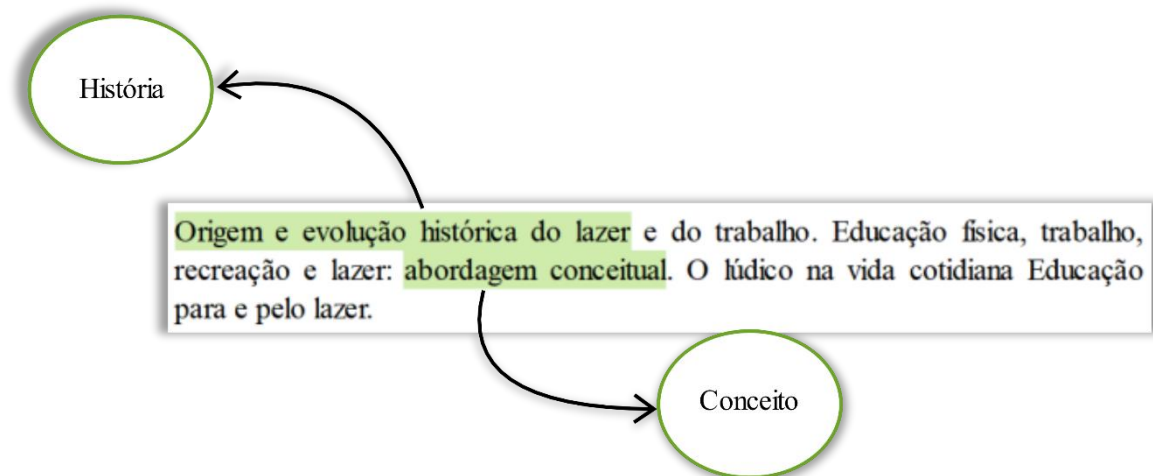 História
Origem e evolução histórica do lazer e do trabalho. Educação física, trabalho,
recreação e lazer: abordagem conceitual. O lúdico na vida cotidiana Educação
para e pelo lazer.
Conceito